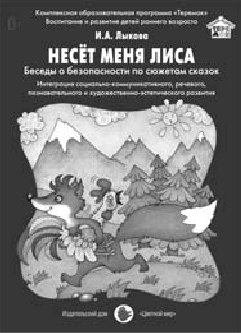 Комплексная образовательная программа «Теремок»
Воспитание и развитие детей раннего возраста
И.А. Лыкова
НЕСЁТ МЕНЯ ЛИСА
Беседы о безопасности по сюжетам сказок
Интеграция социально-коммуникативного, речевого,
познавательного и художественно-эстетического развития
Издательский дом «Цветной мир»